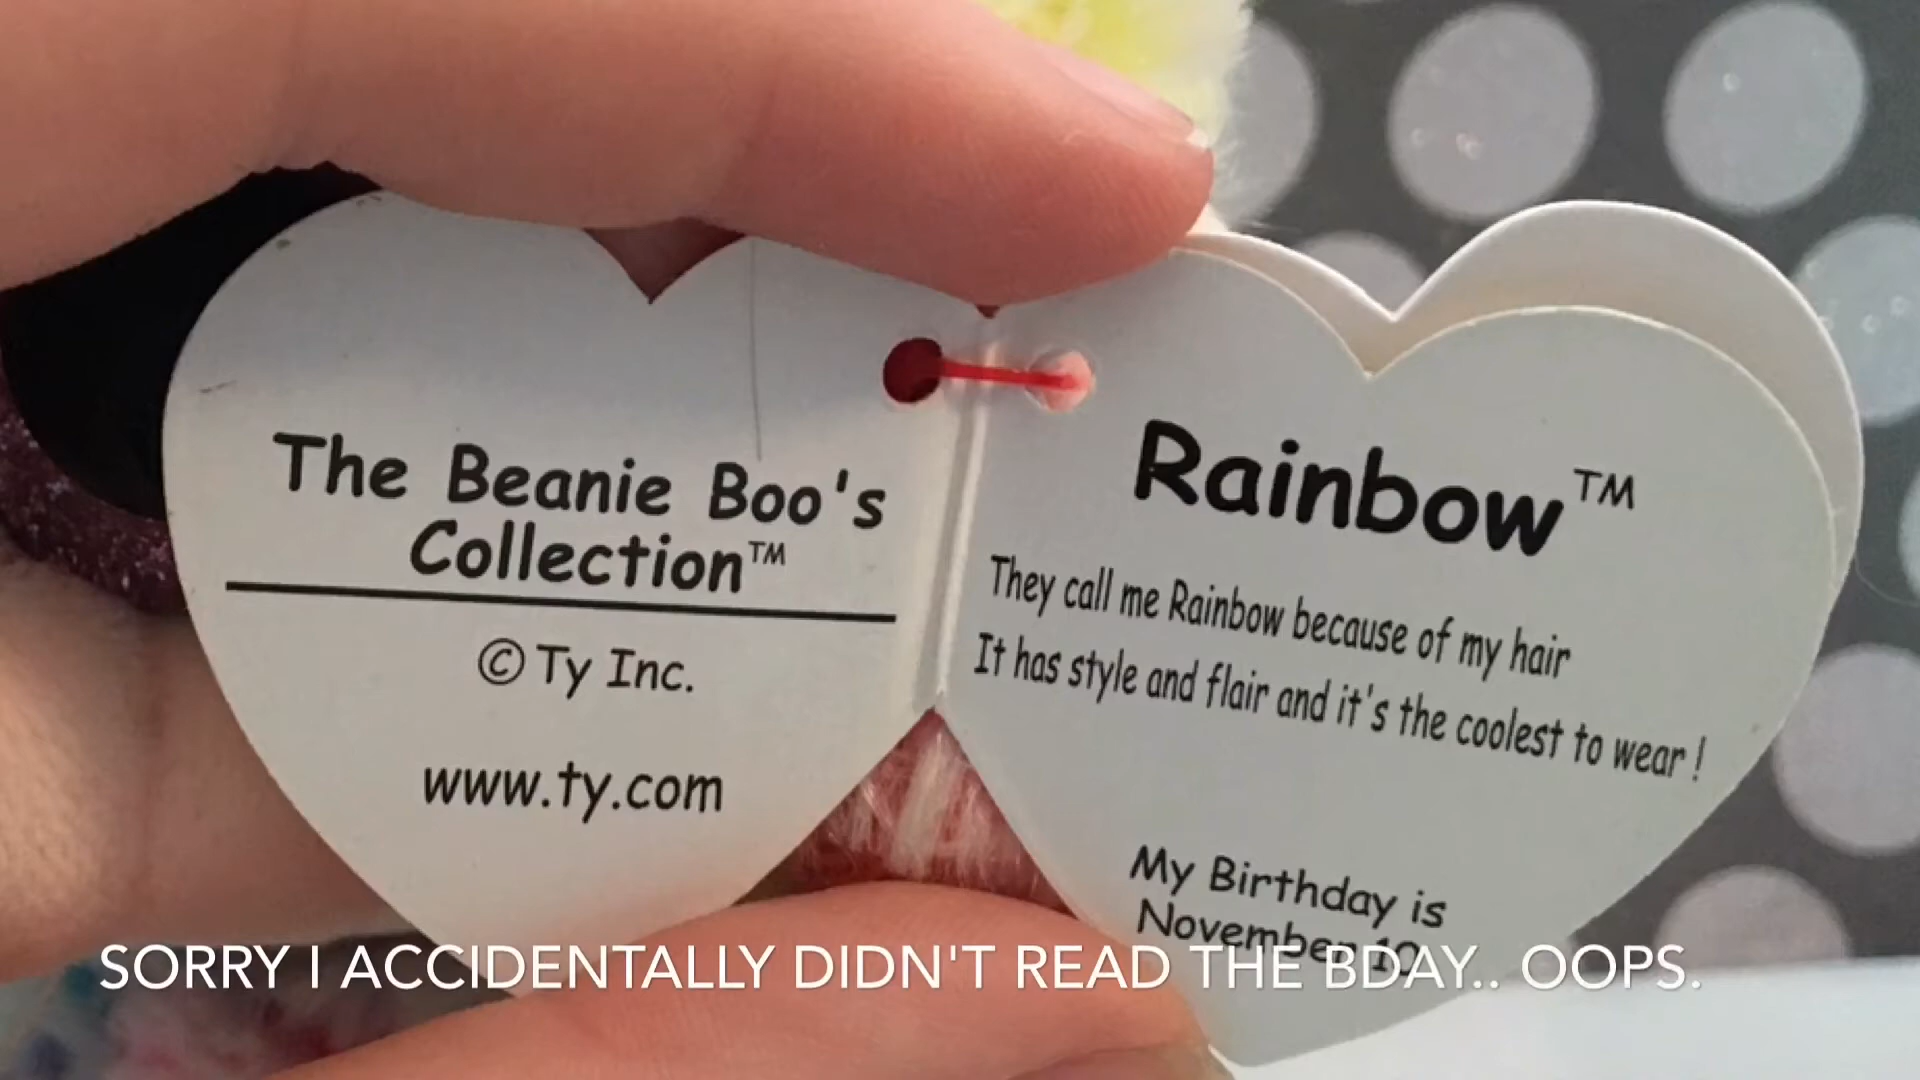 The Beanie Boo's
Collection™
© Ty Inc.
www.ty.com
Rainbow™
They call me Rainbow because of my hair
It has style and flair and it's the coolest to wear !
My Birthday is
November 10
SORRY I ACCIDENTALLY DIDN'T READ THE BDAY.. OOPS.